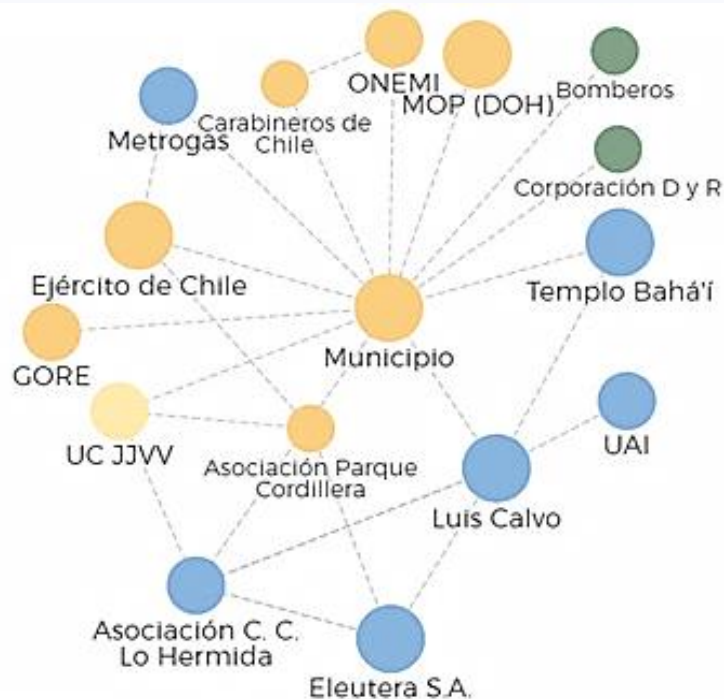 ONEMI
MOP (DOH)
Bomberos
Metrogas
Carabineros de
Chile
Corporación D y R
Ejército de Chile
Templo Bahá'í
Municipio
GORE
UC JJVV
UAI
Asociación Parque
Cordillera
Luis Calvo
Asociación C. C.
Lo Hermida
Eleutera S.A.